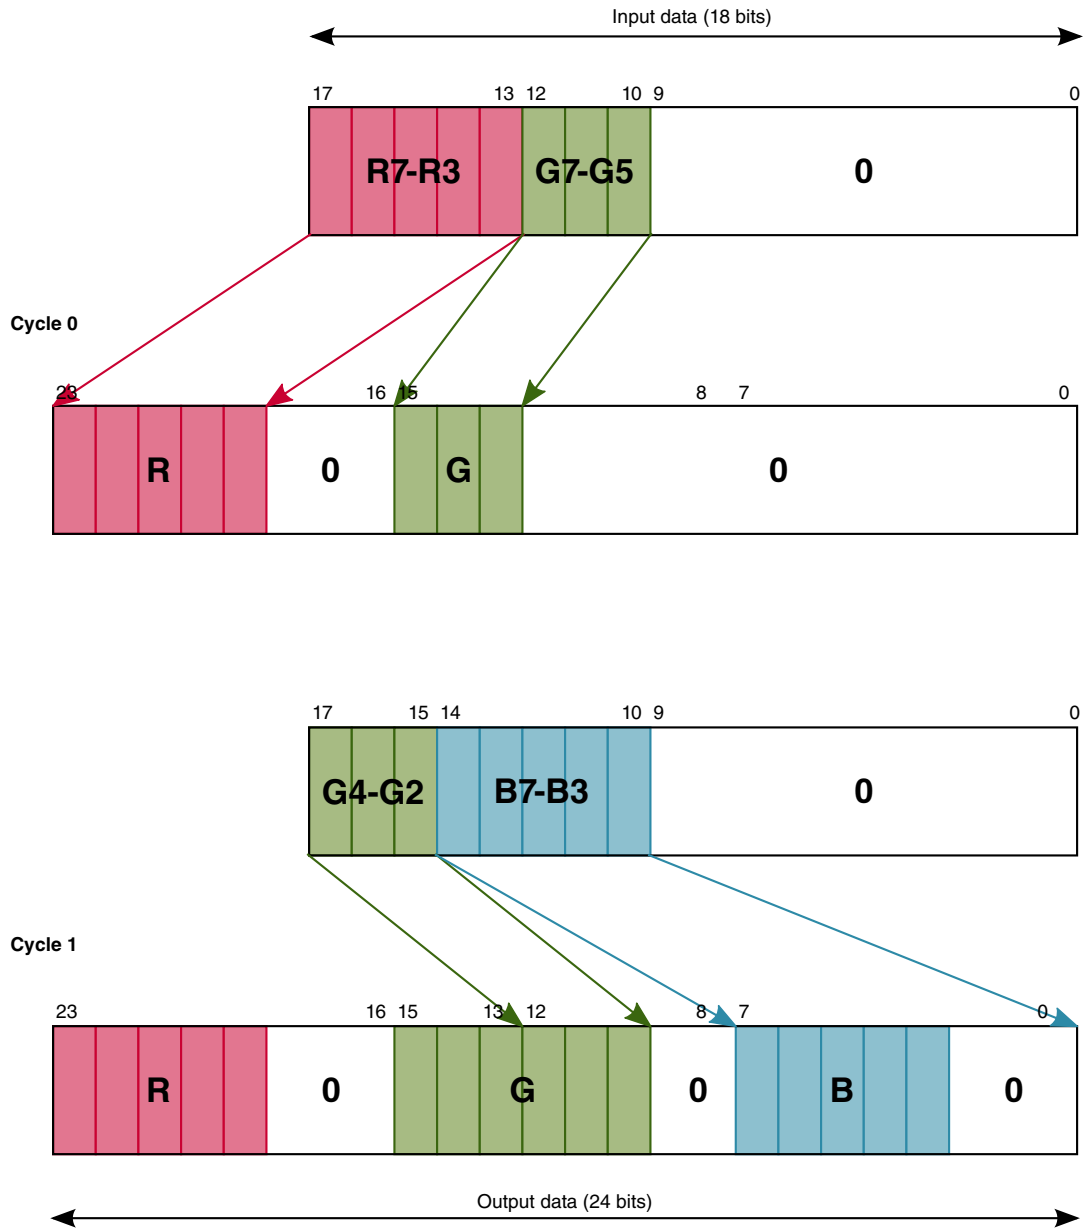 Input data (18 bits)
17 13 12 10 9 0
R7-R3 G7-G5 0
Cycle 0
23 16 15 8 7 0
R 0 G 0
17 15 14 10 9 0
G4-G2 B7-B3 0
Cycle 1
23 16 15 13 12 8 7 0
R 0 G 0 B 0
Output data (24 bits)